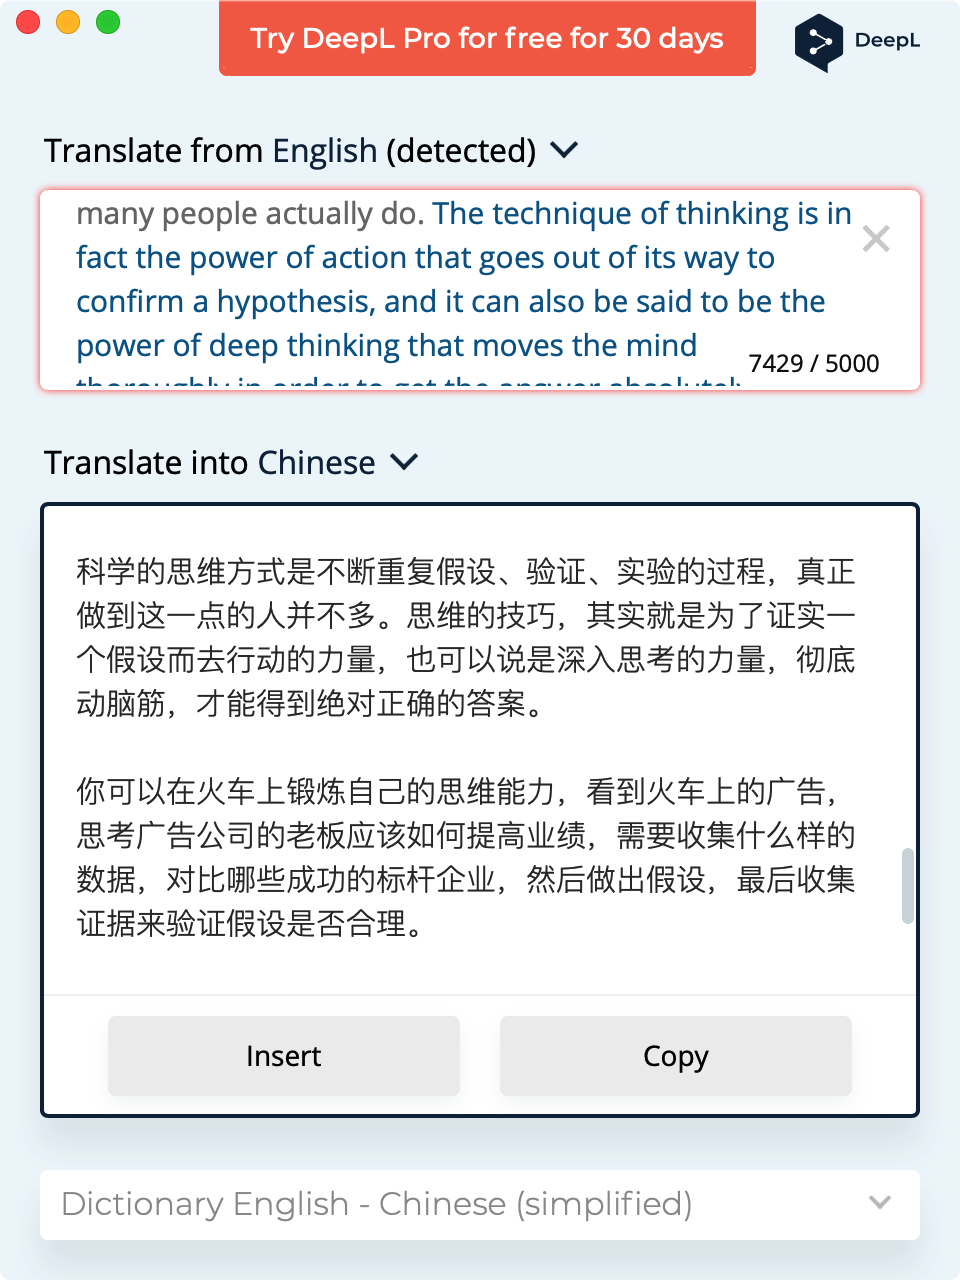 Try DeepL Pro for free for 30 days
DeepL
Translate from English (detected)
many people actually do. The technique of thinking is in
fact the power of action that goes out of its way to
confirm a hypothesis, and it can also be said to be the
power of deep thinking that moves the mind
thoroughly in order to get the answer absolutely
7429 / 5000
Translate into Chinese
科学的思维方式是不断重复假设、验证、实验的过程，真正
做到这一点的人并不多。思维的技巧，其实就是为了证实一
个假设而去行动的力量，也可以说是深入思考的力量，彻底
动脑筋，才能得到绝对正确的答案。
你可以在火车上锻炼自己的思维能力，看到火车上的广告，
思考广告公司的老板应该如何提高业绩，需要收集什么样的
数据，对比哪些成功的标杆企业，然后做出假设，最后收集
证据来验证假设是否合理。
Insert
Copy
Dictionary English - Chinese (simplified)